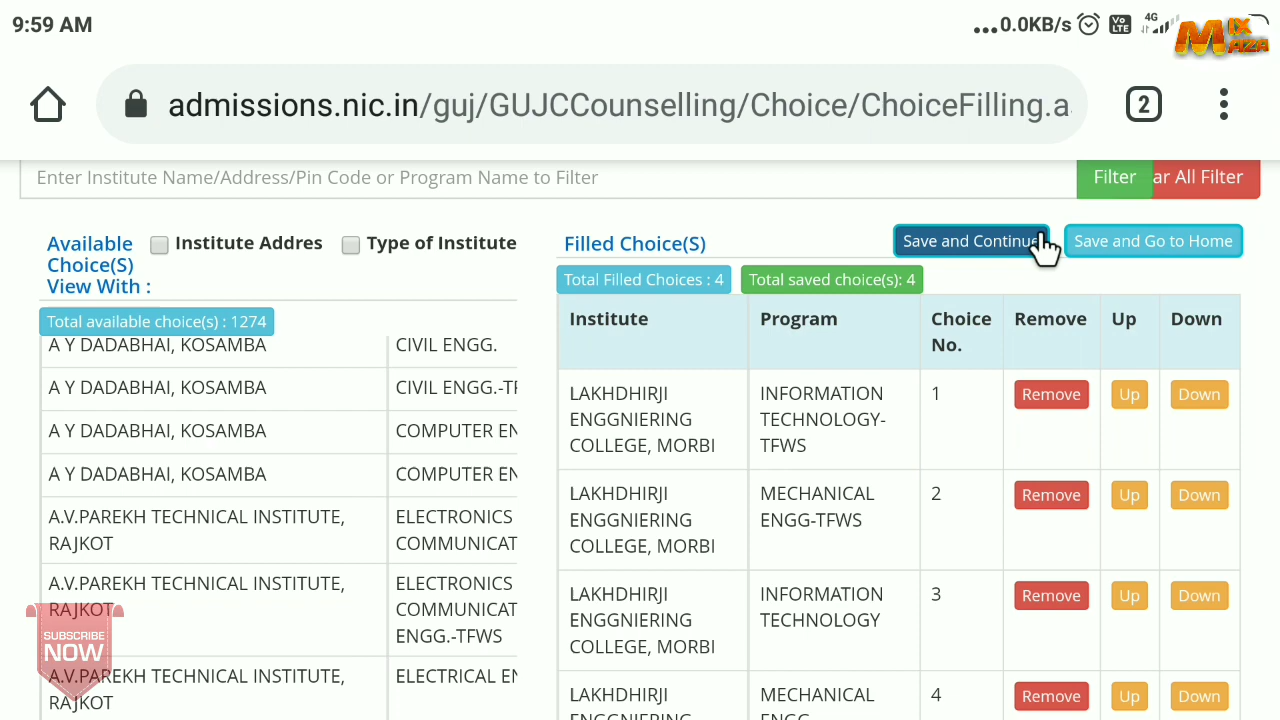 9:59 AM
...0.0KB/s
Vo
LTE
4G
MIX
MAZA
admissions.nic.in/guj/GUJCCounselling/Choice/ChoiceFilling.a
2
Enter Institute Name/Address/Pin Code or Program Name to Filter
Filter
ar All Filter
Available
Choice(S)
View With :
Institute Addres
Type of Institute
Total available choice(s) : 1274
A Y DADABHAI, KOSAMBA
CIVIL ENGG.
A Y DADABHAI, KOSAMBA
CIVIL ENGG.-TF
A Y DADABHAI, KOSAMBA
COMPUTER EN
A Y DADABHAI, KOSAMBA
COMPUTER EN
A.V.PAREKH TECHNICAL INSTITUTE,
RAJKOT
ELECTRONICS
COMMUNICAT
A.V.PAREKH TECHNICAL INSTITUTE,
RAJKOT
ELECTRONICS
COMMUNICAT
ENGG.-TFWS
A.V.PAREKH TECHNICAL INSTITUTE,
RAJKOT
ELECTRICAL EN
SUBSCRIBE
NOW
Filled Choice(S)
Save and Continue
Save and Go to Home
Total Filled Choices : 4
Total saved choice(s): 4
Institute
Program
Choice
No.
Remove
Up
Down
LAKHDHIRJI
ENGGNIERING
COLLEGE, MORBI
INFORMATION
TECHNOLOGY-
TFWS
1
Remove
Up
Down
LAKHDHIRJI
ENGGNIERING
COLLEGE, MORBI
MECHANICAL
ENGG-TFWS
2
Remove
Up
Down
LAKHDHIRJI
ENGGNIERING
COLLEGE, MORBI
INFORMATION
TECHNOLOGY
3
Remove
Up
Down
LAKHDHIRJI
ENGGNIERING
MECHANICAL
ENGG
4
Remove
Up
Down